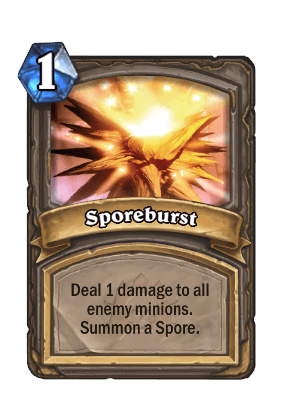 1
Sporeburst
Deal 1 damage to all
enemy minions.
Summon a Spore.